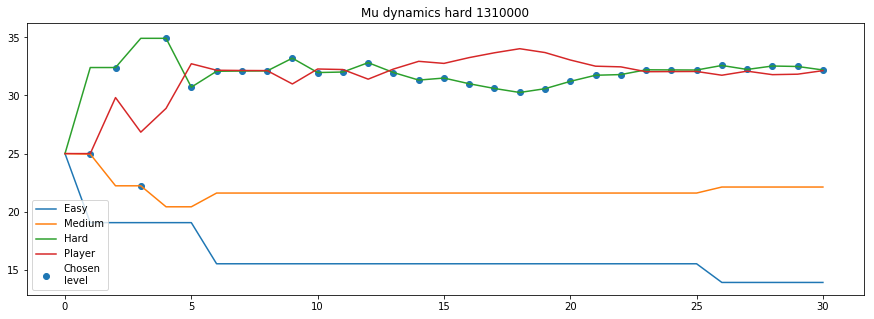 Mu dynamics hard 1310000
35
30
25
20
15
Easy
Medium
Hard
Player
Chosen
level
0 5 10 15 20 25 30